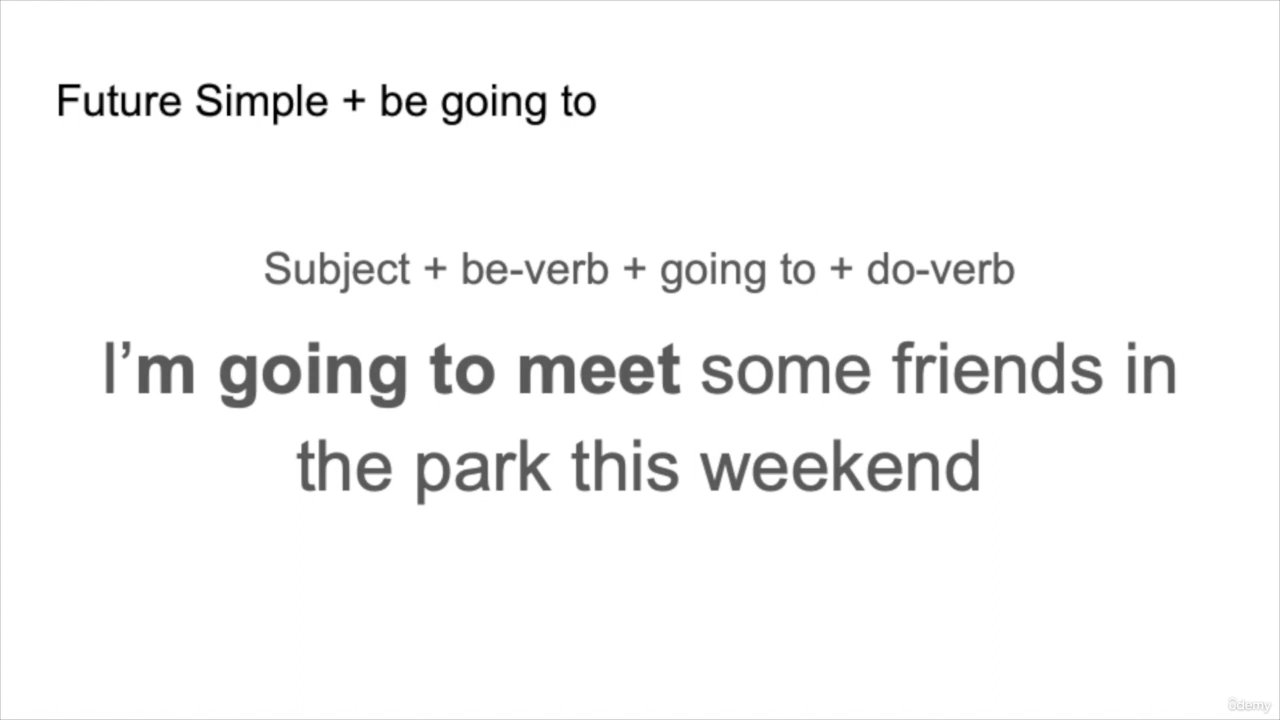 Future Simple + be going to
Subject + be-verb + going to + do-verb
I’m going to meet some friends in
the park this weekend
ûdemy